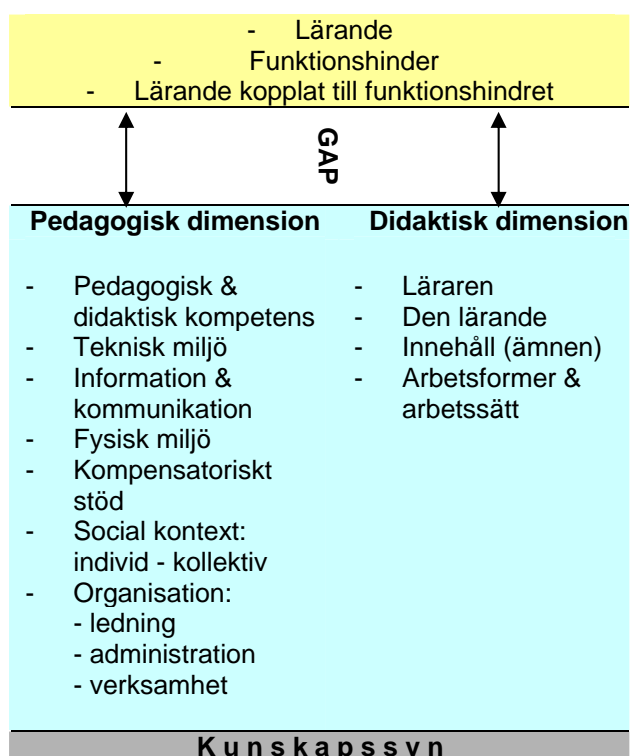 - Lärande
- Funktionshinder
- Lärande kopplat till funktionshindret
GAP
Pedagogisk dimension
- Pedagogisk &
didaktisk kompetens
- Teknisk miljö
- Information &
kommunikation
- Fysisk miljö
- Kompensatoriskt
stöd
- Social kontext:
individ - kollektiv
- Organisation:
- ledning
- administration
- verksamhet
Didaktisk dimension
- Läraren
- Den lärande
- Innehåll (ämnen)
- Arbetsformer &
arbetssätt
K u n s k a p s s y n